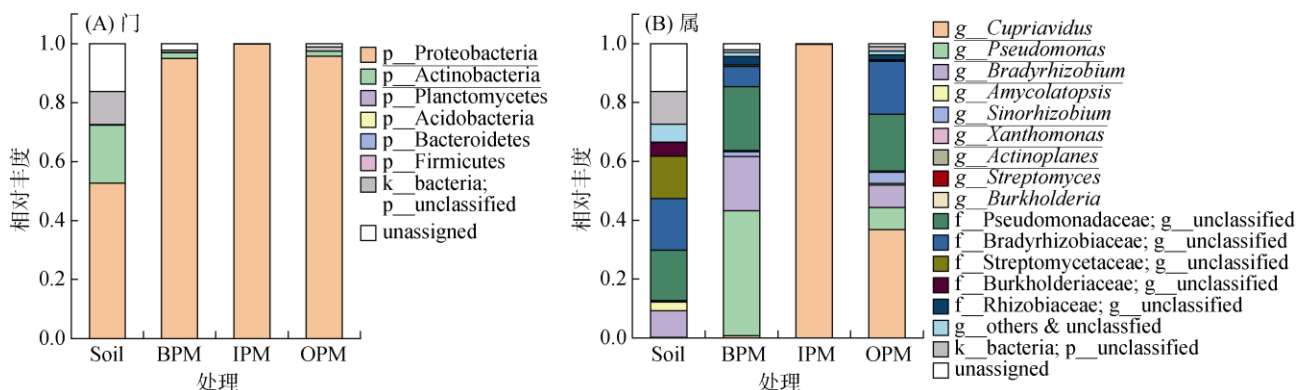 (A) 门
1.0
0.8
0.6
0.4
0.2
0.0
相对丰度
Soil BPM IPM OPM
处理
p__Proteobacteria
p__Actinobacteria
p__Planctomycetes
p__Acidobacteria
p__Bacteroidetes
p__Firmicutes
k__bacteria;
p__unclassified
unassigned
(B) 属
1.0
0.8
0.6
0.4
0.2
0.0
相对丰度
Soil BPM IPM OPM
处理
g__Cupriavidus
g__Pseudomonas
g__Bradyrhizobium
g__Amycolatopsis
g__Sinorhizobium
g__Xanthomonas
g__Actinoplanes
g__Streptomyces
g__Burkholderia
f__Pseudomonadaceae; g__unclassified
f__Bradyrhizobiaceae; g__unclassified
f__Streptomycetaceae; g__unclassified
f__Burkholderiaceae; g__unclassified
f__Rhizobiaceae; g__unclassified
g__others & unclassfied
k__bacteria; p__unclassified
unassigned